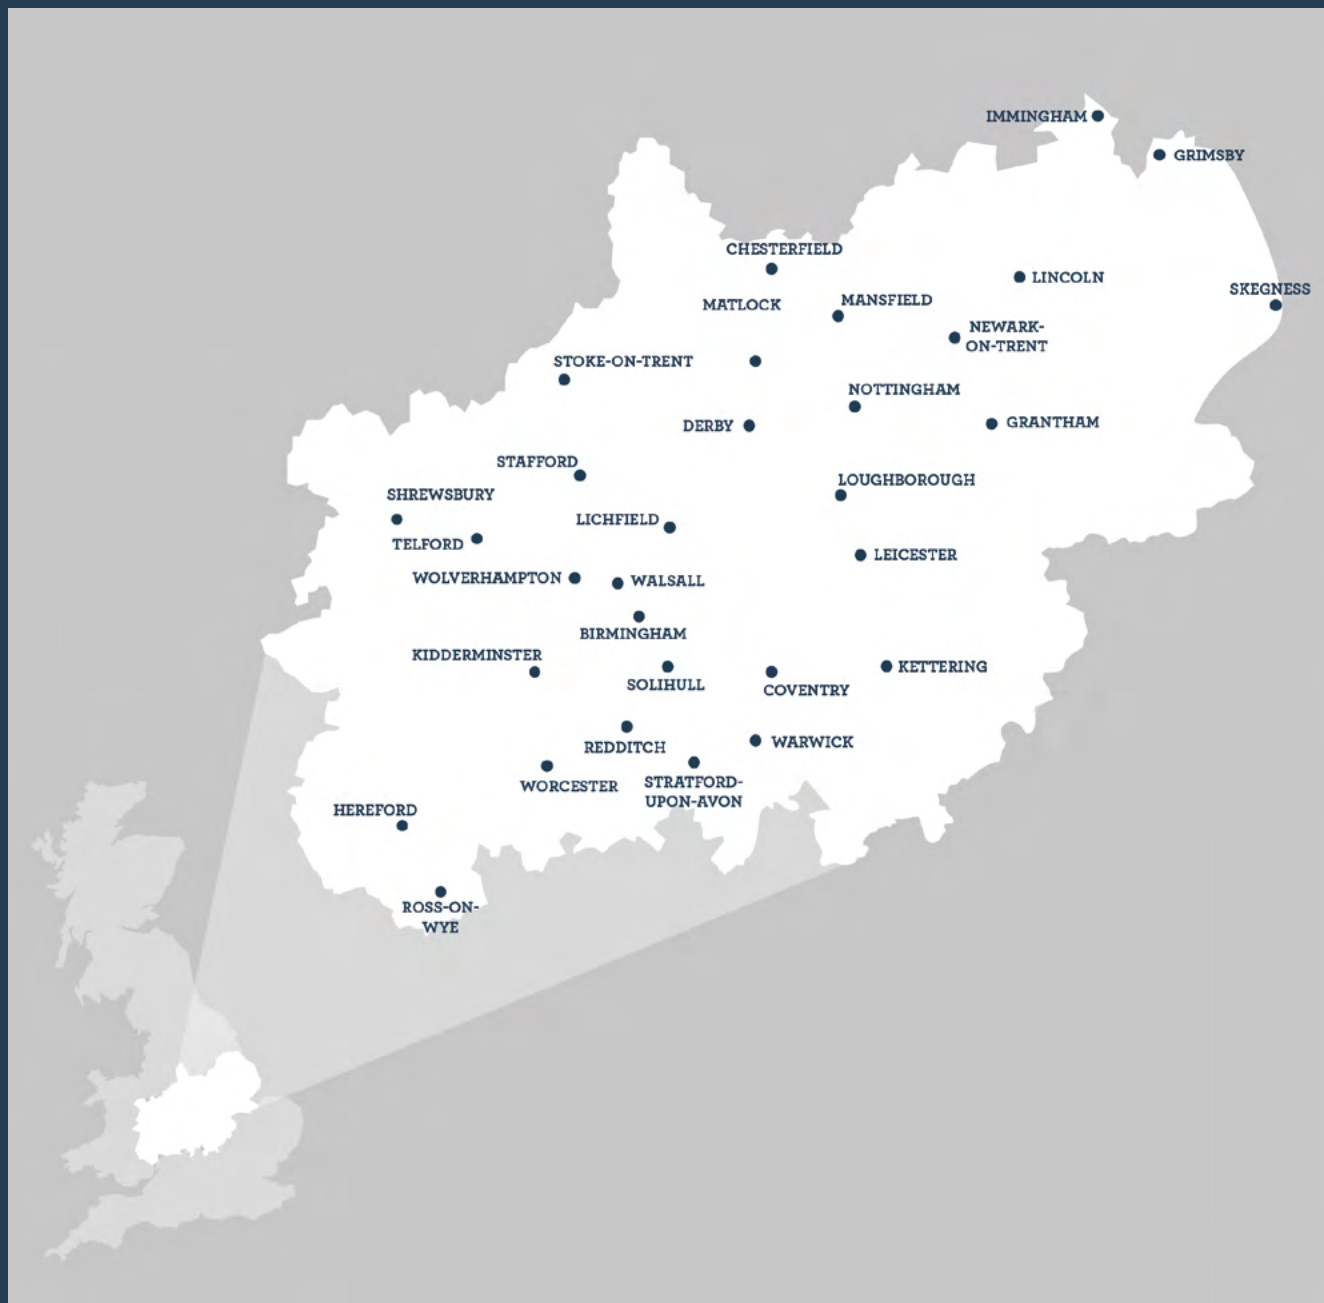 IMMINGHAM
GRIMSBY
CHESTERFIELD
LINCOLN
SKEGNESS
MATLOCK
MANSFIELD
NEWARK-
ON-TRENT
STOKE-ON-TRENT
NOTTINGHAM
DERBY
GRANTHAM
STAFFORD
LOUGHBOROUGH
SHREWSBURY
LICHFIELD
TELFORD
LEICESTER
WOLVERHAMPTON
WALSALL
BIRMINGHAM
KIDDERMINSTER
KETTERING
SOLIHULL
COVENTRY
WARWICK
REDDITCH
WORCESTER
STRATFORD-
UPON-AVON
HEREFORD
ROSS-ON-
WYE